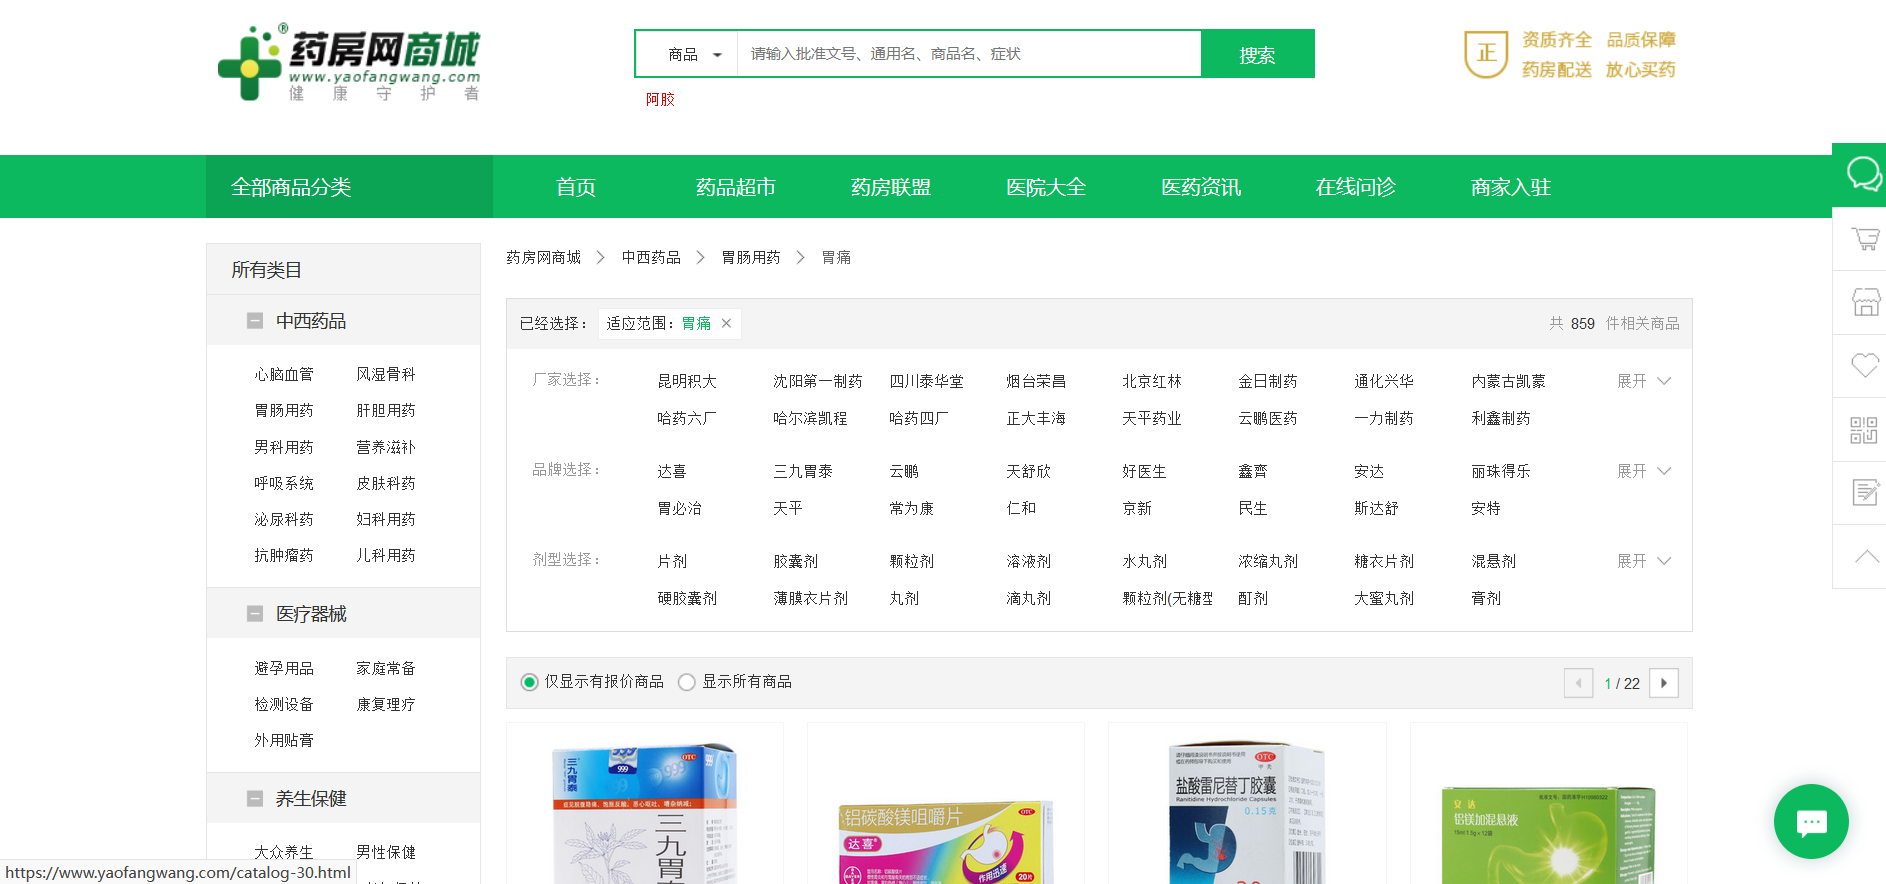 药房网商城
www.yaofangwang.com
健康守护者
商品
请输入批准文号、通用名、商品名、症状
搜索
阿胶
正
资质齐全 品质保障
药房配送 放心买药
全部商品分类 首页 药品超市 药房联盟 医院大全 医药资讯 在线问诊 商家入驻
所有类目
中西药品
心脑血管 风湿骨科
胃肠用药 肝胆用药
男科用药 营养滋补
呼吸系统 皮肤科药
泌尿科药 妇科用药
抗肿瘤药 儿科用药
医疗器械
避孕用品 家庭常备
检测设备 康复理疗
外用贴膏
养生保健
大众养生 男性保健
https://www.yaofangwang.com/catalog-30.html
药房网商城 > 中西药品 > 胃肠用药 > 胃痛
已经选择： 适应范围：胃痛 ×
共 859 件相关商品
厂家选择： 昆明积大 沈阳第一制药 四川泰华堂 烟台荣昌 北京红林 金日制药 通化兴华 内蒙古凯蒙 展开
哈药六厂 哈尔滨凯程 哈药四厂 正大丰海 天平药业 云鹏医药 一力制药 利鑫制药
品牌选择： 达喜 三九胃泰 云鹏 天舒欣 好医生 鑫齊 安达 丽珠得乐 展开
胃必治 天平 常为康 仁和 京新 民生 斯达舒 安特
剂型选择： 片剂 胶囊剂 颗粒剂 溶液剂 水丸剂 浓缩丸剂 糖衣片剂 混悬剂 展开
硬胶囊剂 薄膜衣片剂 丸剂 滴丸剂 颗粒剂(无糖型 酊剂 大蜜丸剂 膏剂
仅显示有报价商品 显示所有商品
1 / 22
三九胃泰
999
OTC
三九胃
铝碳酸镁咀嚼片
OTC
达喜
作用迅速
20片
OTC
盐酸雷尼替丁胶囊
Ranitidine Hydrochloride Capsules
0.15克
安达
铝镁加混悬液
15ml:1.5g×12袋